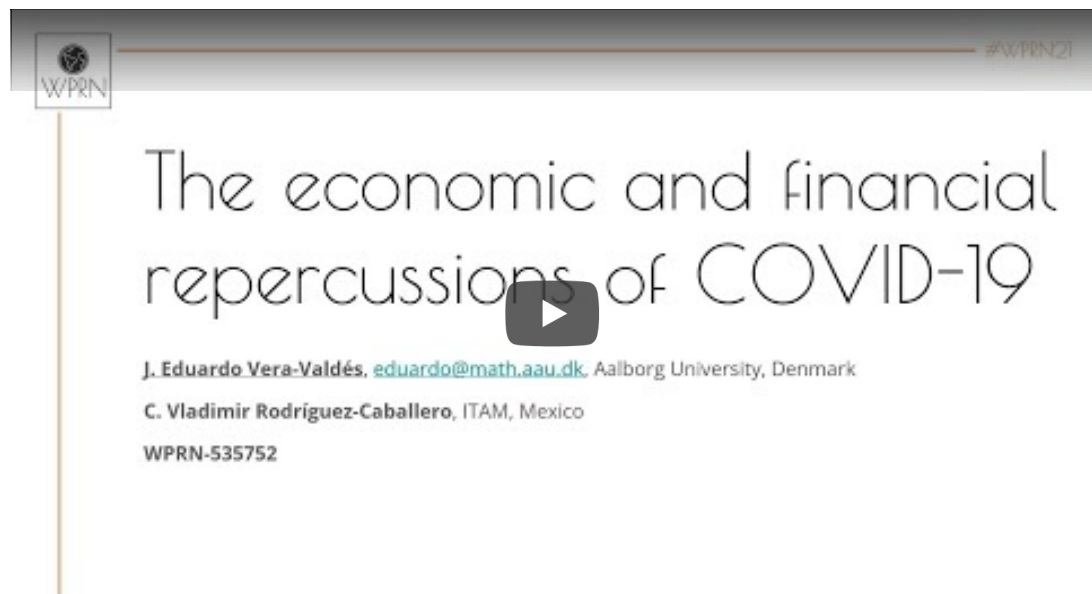 WPRN
#WPRN21
The economic and financial
repercussions of COVID-19
J. Eduardo Vera-Valdés, eduardo@math.aau.dk, Aalborg University, Denmark
C. Vladimir Rodríguez-Caballero, ITAM, Mexico
WPRN-535752